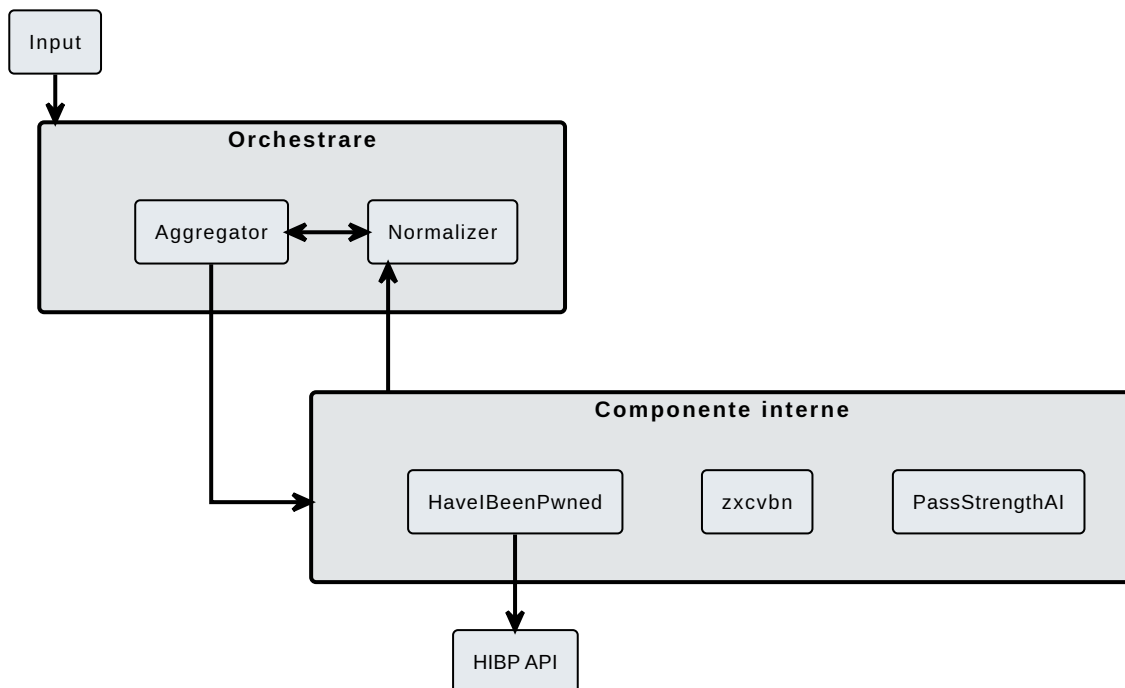 Input
Orchestrare
Aggregator
Normalizer
Componente interne
HaveIBeenPwned
zxcvbn
PassStrengthAI
HIBP API